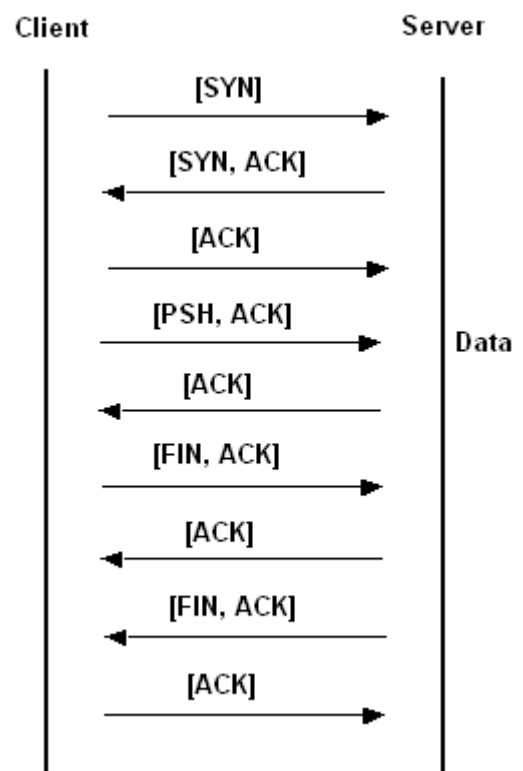 Client Server
[SYN]
[SYN, ACK]
[ACK]
[PSH, ACK]
Data
[ACK]
[FIN, ACK]
[ACK]
[FIN, ACK]
[ACK]